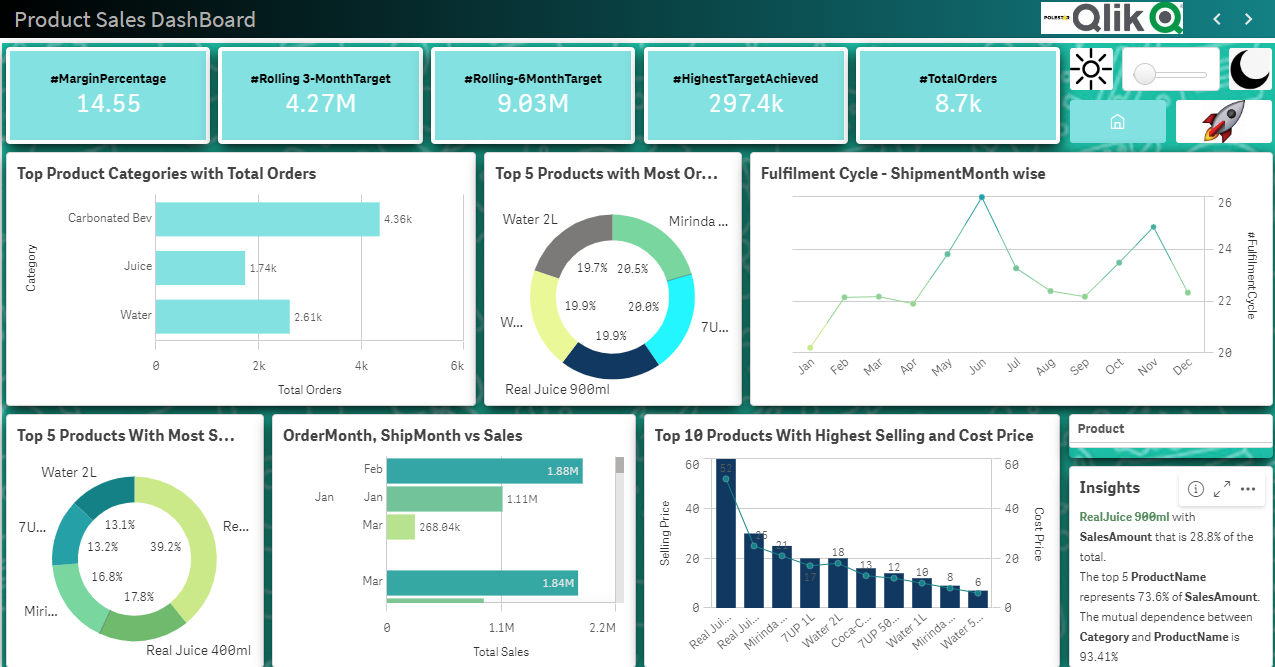 Product Sales DashBoard
POLESTAR
Qlik
#MarginPercentage
14.55
#Rolling 3-MonthTarget
4.27M
#Rolling-6MonthTarget
9.03M
#HighestTargetAchieved
297.4k
#TotalOrders
8.7k
Top Product Categories with Total Orders
Category
Carbonated Bev
4.36k
Juice
1.74k
Water
2.61k
0
2k
4k
6k
Total Orders
Top 5 Products with Most Or...
Water 2L
Mirinda ...
19.7%
20.5%
19.9%
20.0%
W...
7U...
19.9%
Real Juice 900ml
Fulfilment Cycle - ShipmentMonth wise
26
24
22
20
#FulfilmentCycle
Jan
Feb
Mar
Apr
May
Jun
Jul
Aug
Sep
Oct
Nov
Dec
Top 5 Products With Most S...
Water 2L
7U...
Re...
13.1%
13.2%
39.2%
16.8%
17.8%
Miri...
Real Juice 400ml
OrderMonth, ShipMonth vs Sales
Feb
1.88M
Jan
Jan
1.11M
Mar
268.04k
Mar
1.84M
0
1.1M
2.2M
Total Sales
Top 10 Products With Highest Selling and Cost Price
60
40
20
0
Selling Price
52
25
21
17
18
13
12
10
8
6
60
40
20
0
Cost Price
Real Jui...
Real Jui...
Mirinda ...
7UP 1L
Water 2L
Coca-C...
7UP 50...
Water 1L
Mirinda...
Water 5...
Product
Insights
RealJuice 900ml with
SalesAmount that is 28.8% of the
total.
The top 5 ProductName
represents 73.6% of SalesAmount.
The mutual dependence between
Category and ProductName is
93.41%